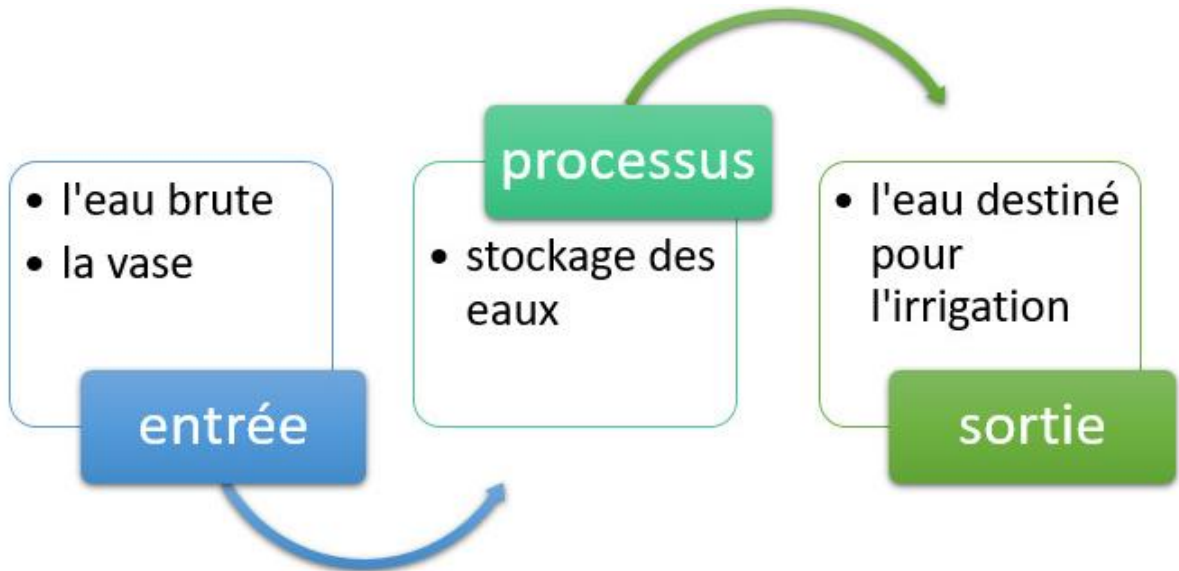 • l'eau brute
• la vase
entrée
processus
• stockage des
eaux
• l'eau destiné
pour
l'irrigation
sortie